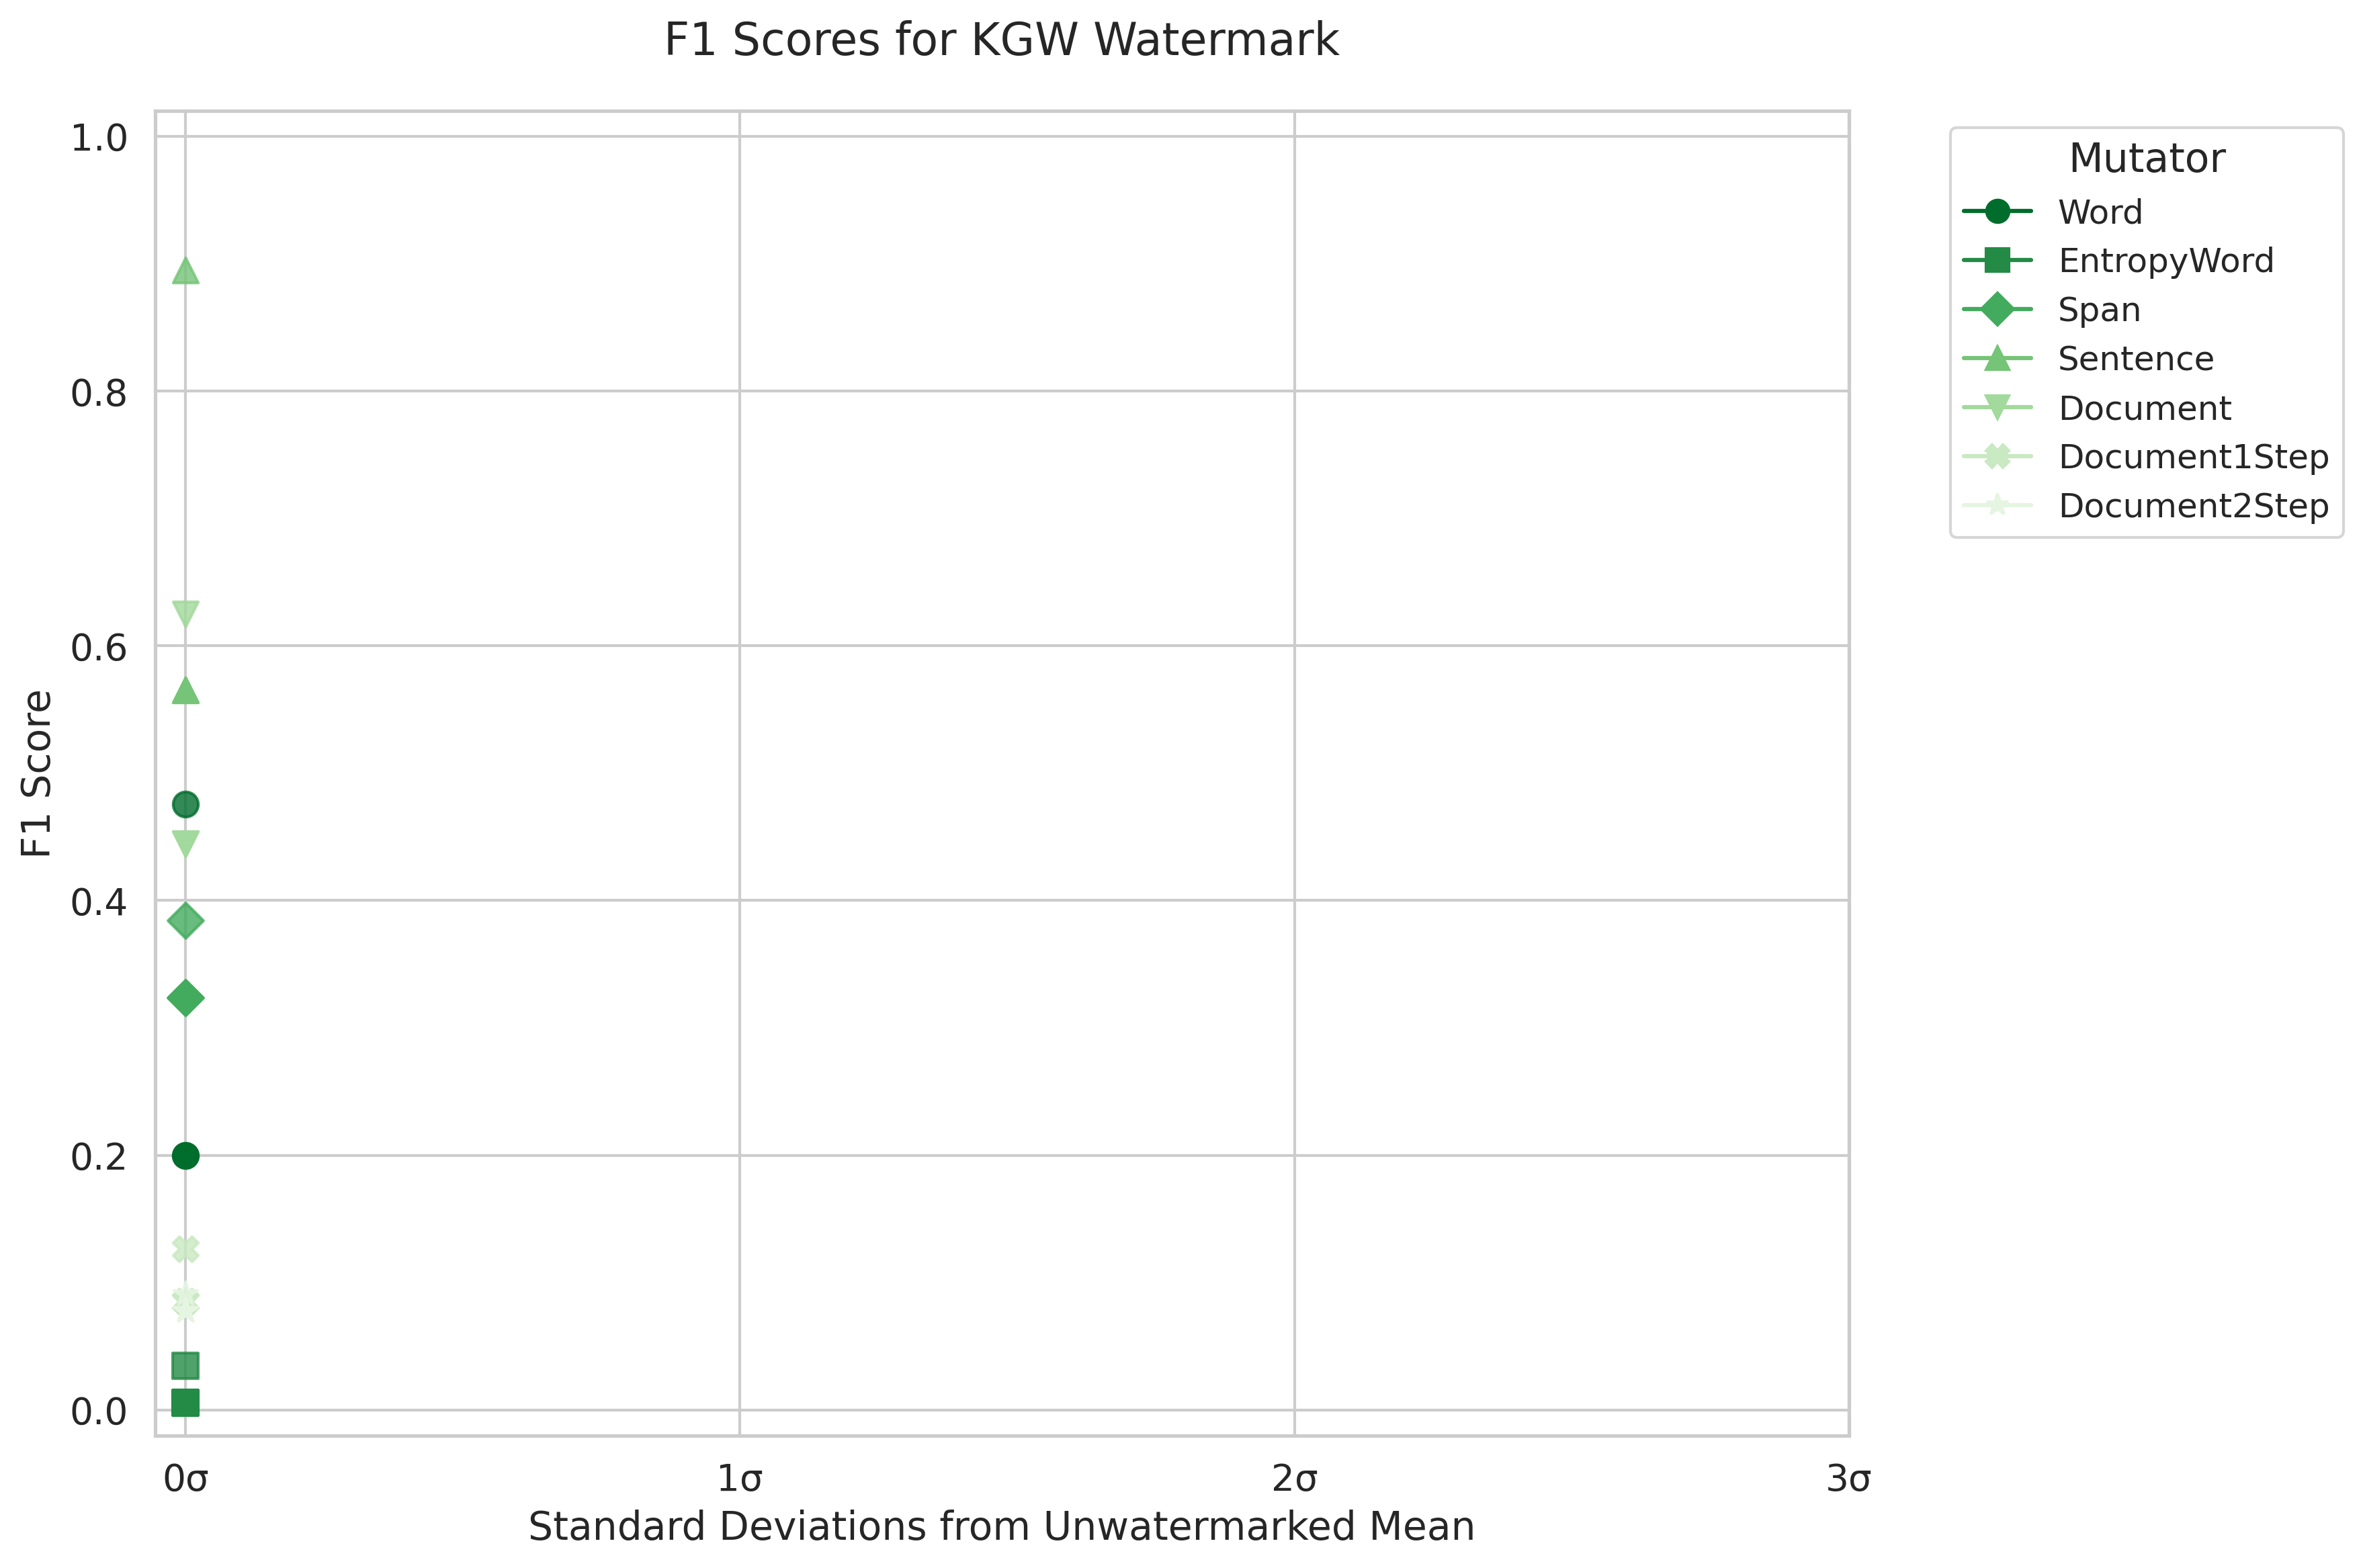 F1 Scores for KGW Watermark
1.0
0.8
0.6
0.4
0.2
0.0
F1 Score
0σ
1σ
2σ
3σ
Standard Deviations from Unwatermarked Mean
Mutator
Word
EntropyWord
Span
Sentence
Document
Document1Step
Document2Step